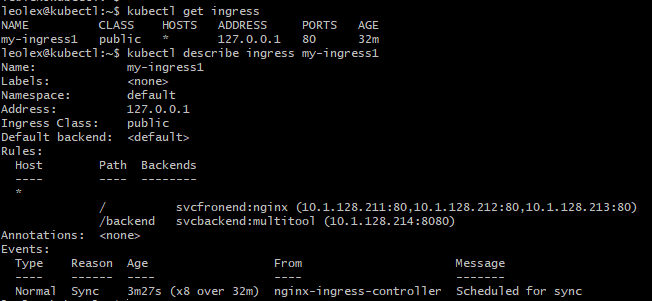 leolex@kubectl:~$ kubectl get ingress
NAME          CLASS    HOSTS   ADDRESS     PORTS   AGE
my-ingress1   public   *       127.0.0.1   80      32m
leolex@kubectl:~$ kubectl describe ingress my-ingress1
Name:             my-ingress1
Labels:           <none>
Namespace:        default
Address:          127.0.0.1
Ingress Class:    public
Default backend:  <default>
Rules:
  Host        Path  Backends
  ----        ----  --------
  *
              /          svcfronend:nginx (10.1.128.211:80,10.1.128.212:80,10.1.128.213:80)
              /backend   svcbackend:multitool (10.1.128.214:8080)
Annotations:  <none>
Events:
  Type    Reason  Age                  From                      Message
  ----    ------  ----                 ----                      -------
  Normal  Sync    3m27s (x8 over 32m)  nginx-ingress-controller  Scheduled for sync